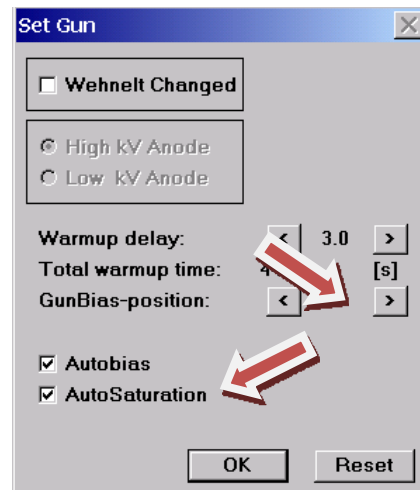 Set Gun
Wehnelt Changed
High kV Anode
Low kV Anode
Warmup delay: < 3.0 >
Total warmup time: [s]
GunBias-position: < >
Autobias
AutoSaturation
OK Reset